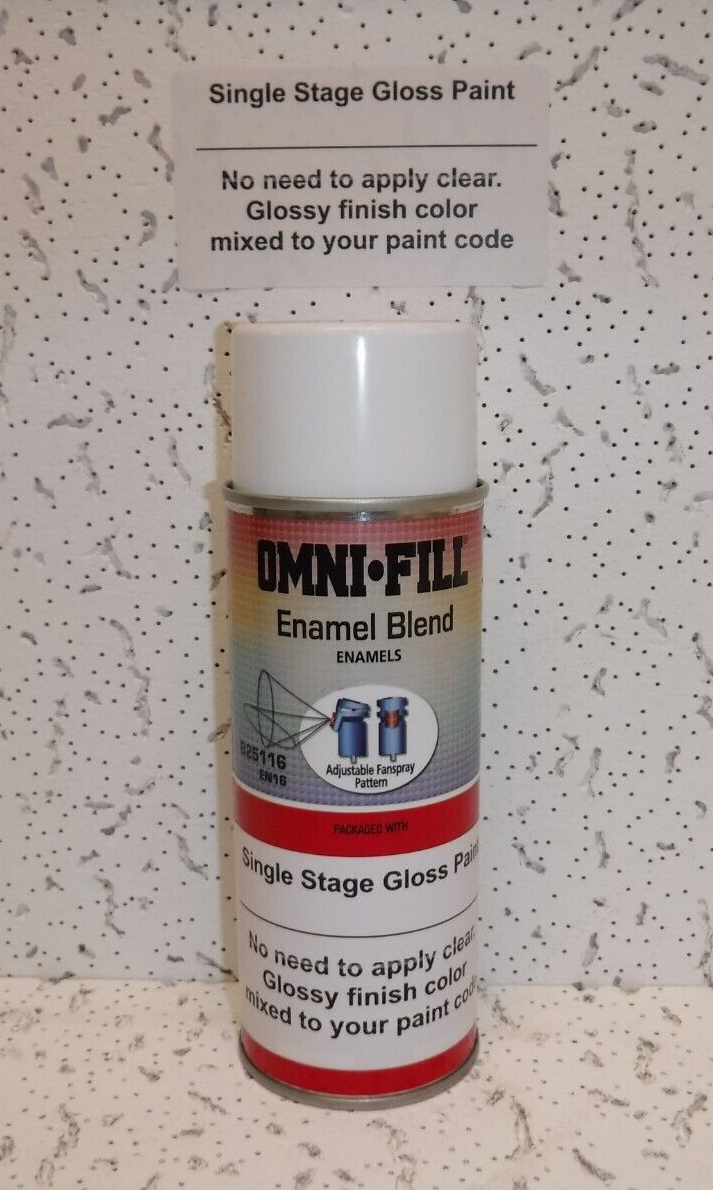 Single Stage Gloss Paint
No need to apply clear.
Glossy finish color
mixed to your paint code
OMNI•FILL®
Enamel Blend
ENAMELS
825116
EN16
Adjustable Fanspray
Pattern
PACKAGED WITH
Single Stage Gloss Paint
No need to apply clear.
Glossy finish color
mixed to your paint code